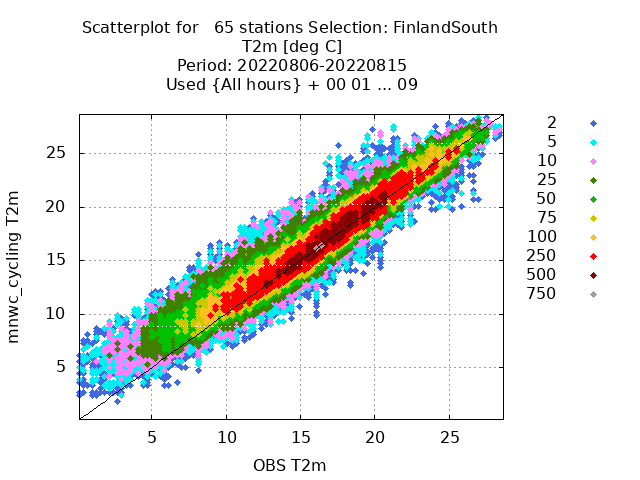 Scatterplot for   65 stations Selection: FinlandSouth
T2m [deg C]
Period: 20220806-20220815
Used {All hours} + 00 01 ... 09
2
5
10
25
50
75
100
250
500
750
mnwc_cycling T2m
25
20
15
10
5
5 10 15 20 25
OBS T2m